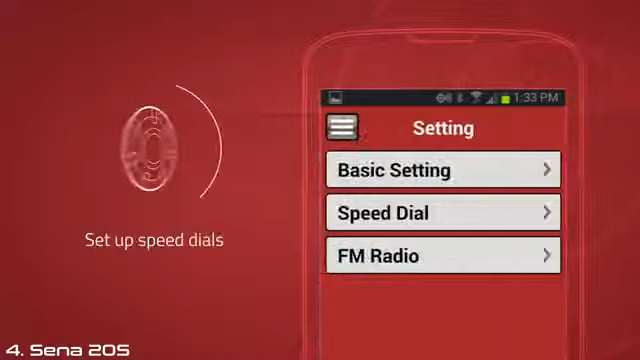 1:33 PM
Setting
Basic Setting
Speed Dial
FM Radio
Set up speed dials
4. Sena 20S